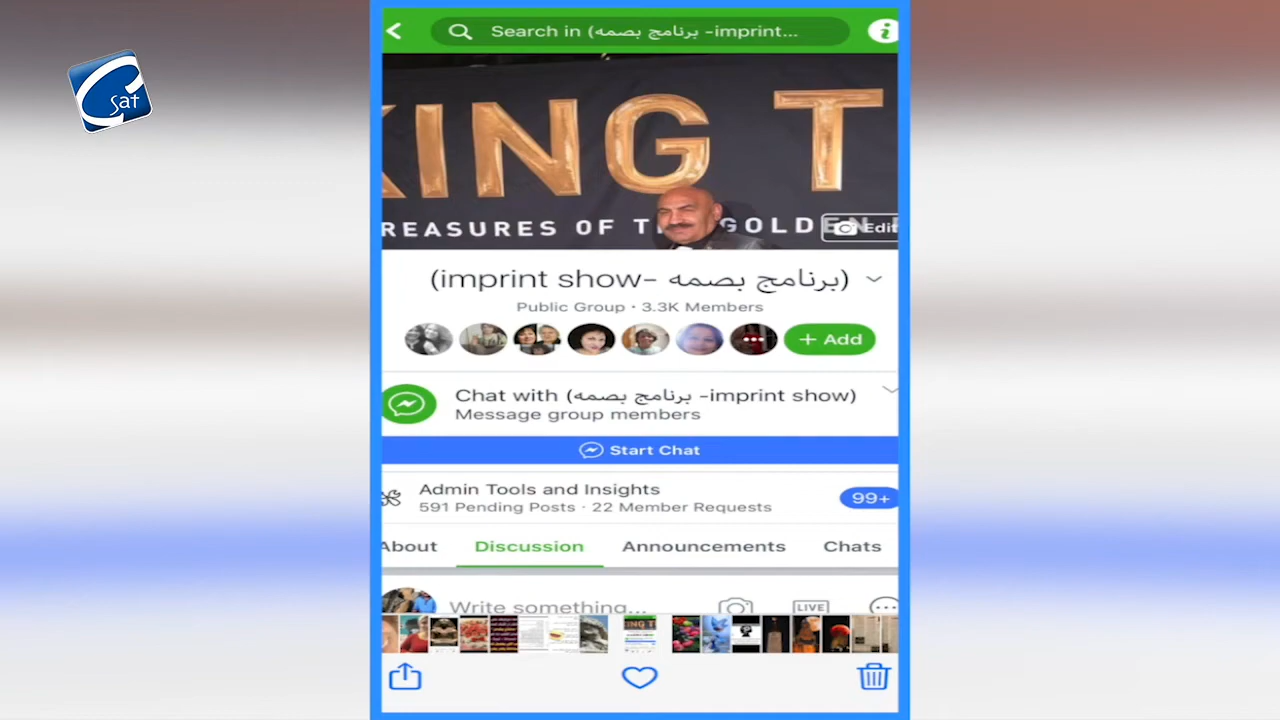 Sat
Search in (برنامج بصمه -imprint...
KING T
REASURES OF T GOLDEN
Edit
(imprint show- برنامج بصمه)
Public Group · 3.3K Members
+ Add
Chat with (برنامج بصمه -imprint show)
Message group members
Start Chat
Admin Tools and Insights
591 Pending Posts · 22 Member Requests
99+
About
Discussion
Announcements
Chats
Write something...
LIVE